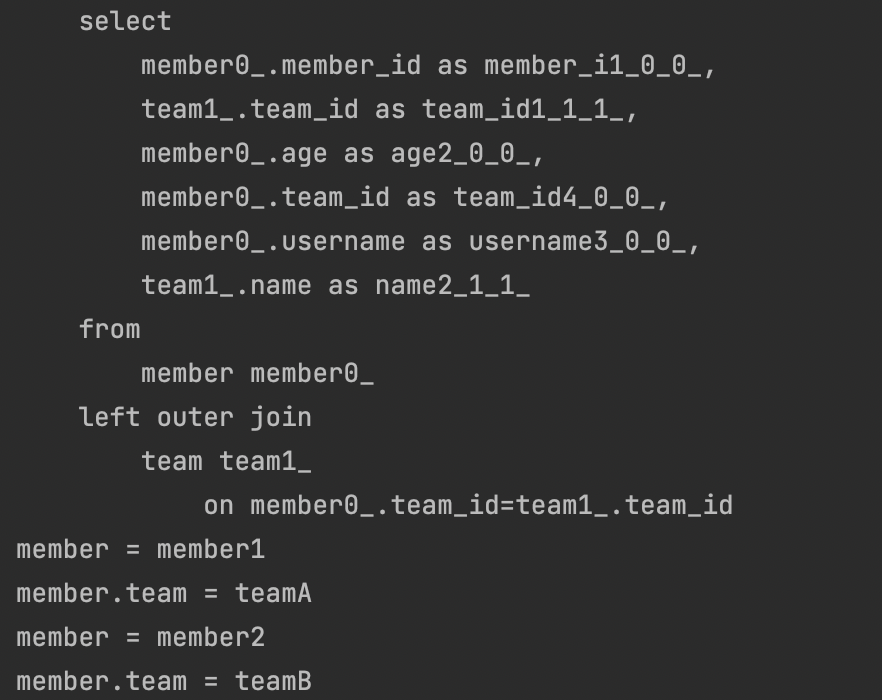 select
member0_.member_id as member_i1_0_0_,
team1_.team_id as team_id1_1_1_,
member0_.age as age2_0_0_,
member0_.team_id as team_id4_0_0_,
member0_.username as username3_0_0_,
team1_.name as name2_1_1_
from
member member0_
left outer join
team team1_
on member0_.team_id=team1_.team_id
member = member1
member.team = teamA
member = member2
member.team = teamB